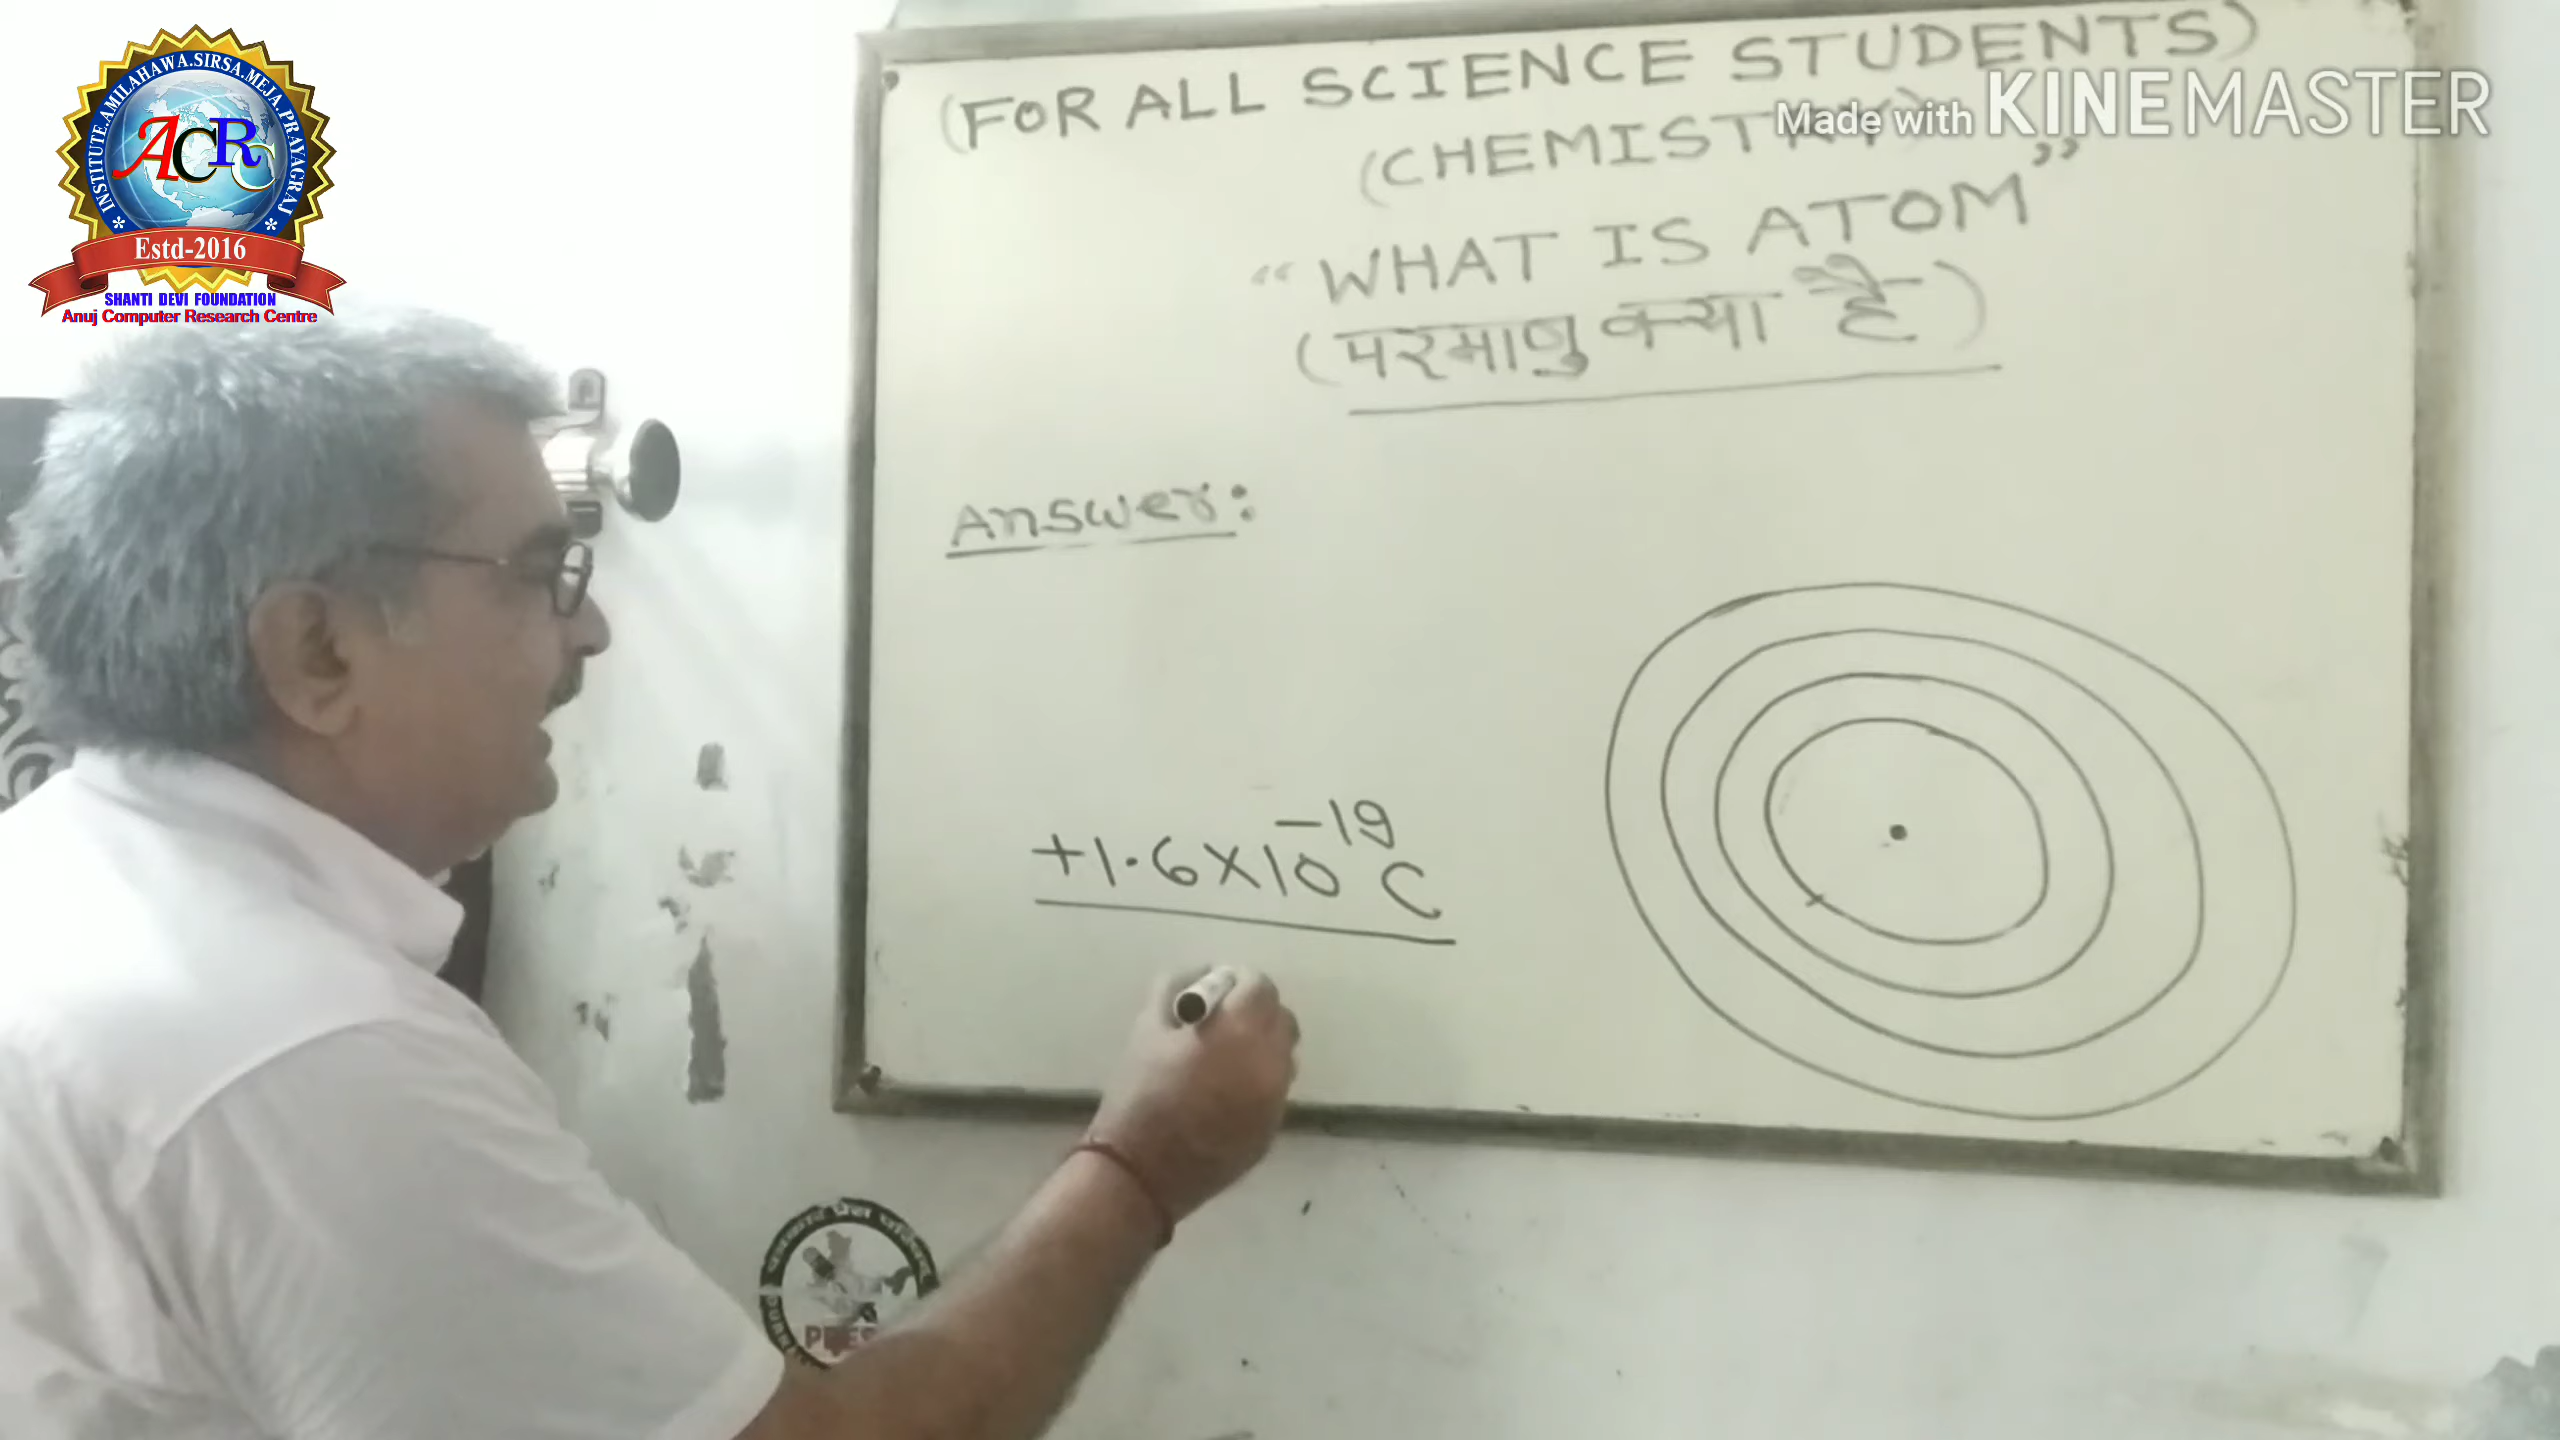 INSTITUTE.AMILAHAWA.SIRSA.MEJA.PRAYAGRAJ
ACRC
Estd-2016
SHANTI DEVI FOUNDATION
Anuj Computer Research Centre
Made with KINEMASTER
(FOR ALL SCIENCE STUDENTS)
(CHEMISTRY)
“WHAT IS ATOM”
(परमाणु क्या है)
Answer:
+1.6×10⁻¹⁹ C